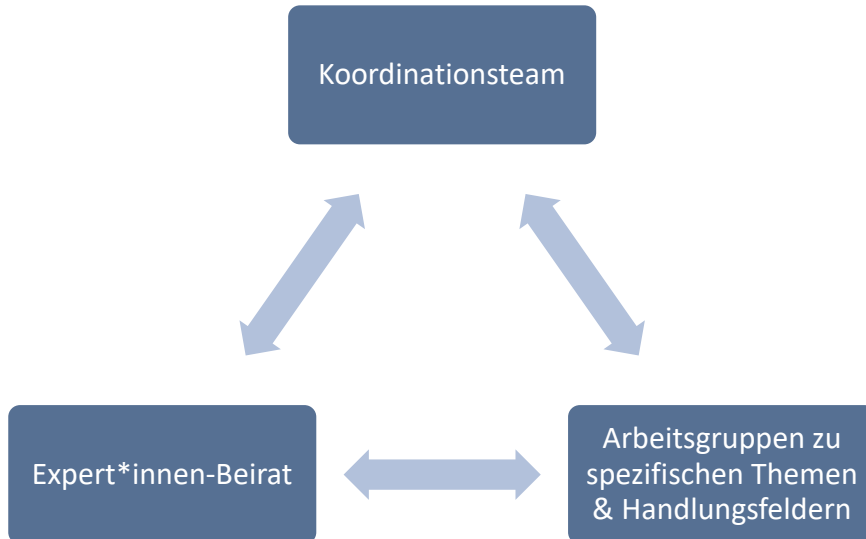 Koordinationsteam
Expert*innen-Beirat
Arbeitsgruppen zu
spezifischen Themen
& Handlungsfeldern